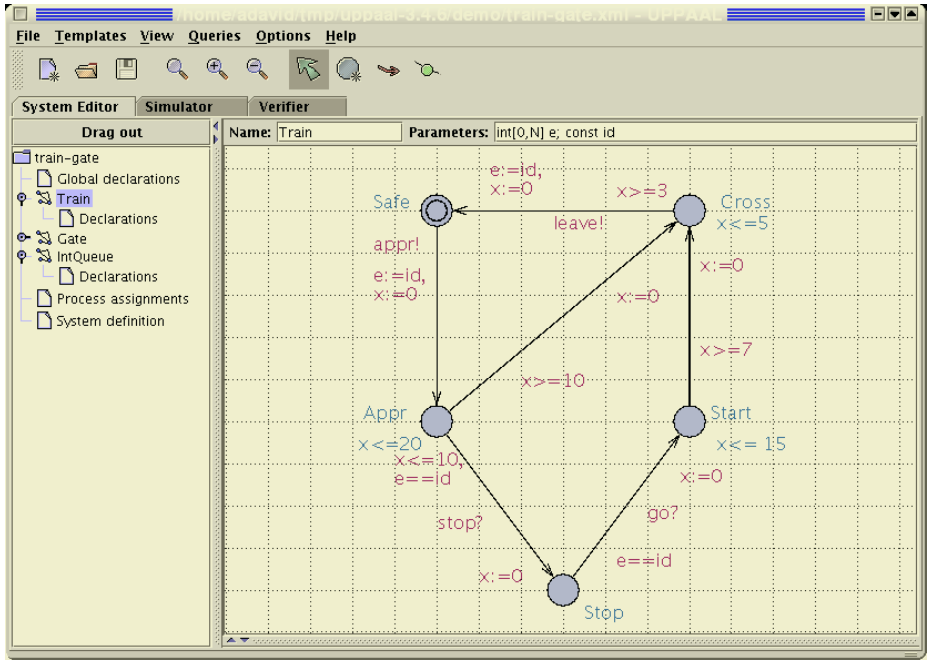 /home/adavid/tmp/uppaal-3.4.6/demo/train-gate.xml - UPPAAL
File Templates View Queries Options Help
System Editor Simulator Verifier
Drag out
Name: Train Parameters: int[0,N] e; const id
train-gate
Global declarations
Train
Declarations
Gate
IntQueue
Declarations
Process assignments
System definition
e:=id,
x:=0
x>=3
Safe
Cross
leave!
x<=5
appr!
e:=id,
x:=0
x:=0
x:=0
x>=7
x>=10
Appr
Start
x<=20
x<=15
x<=10,
e==id
x:=0
stop?
go?
x:=0
e==id
Stop